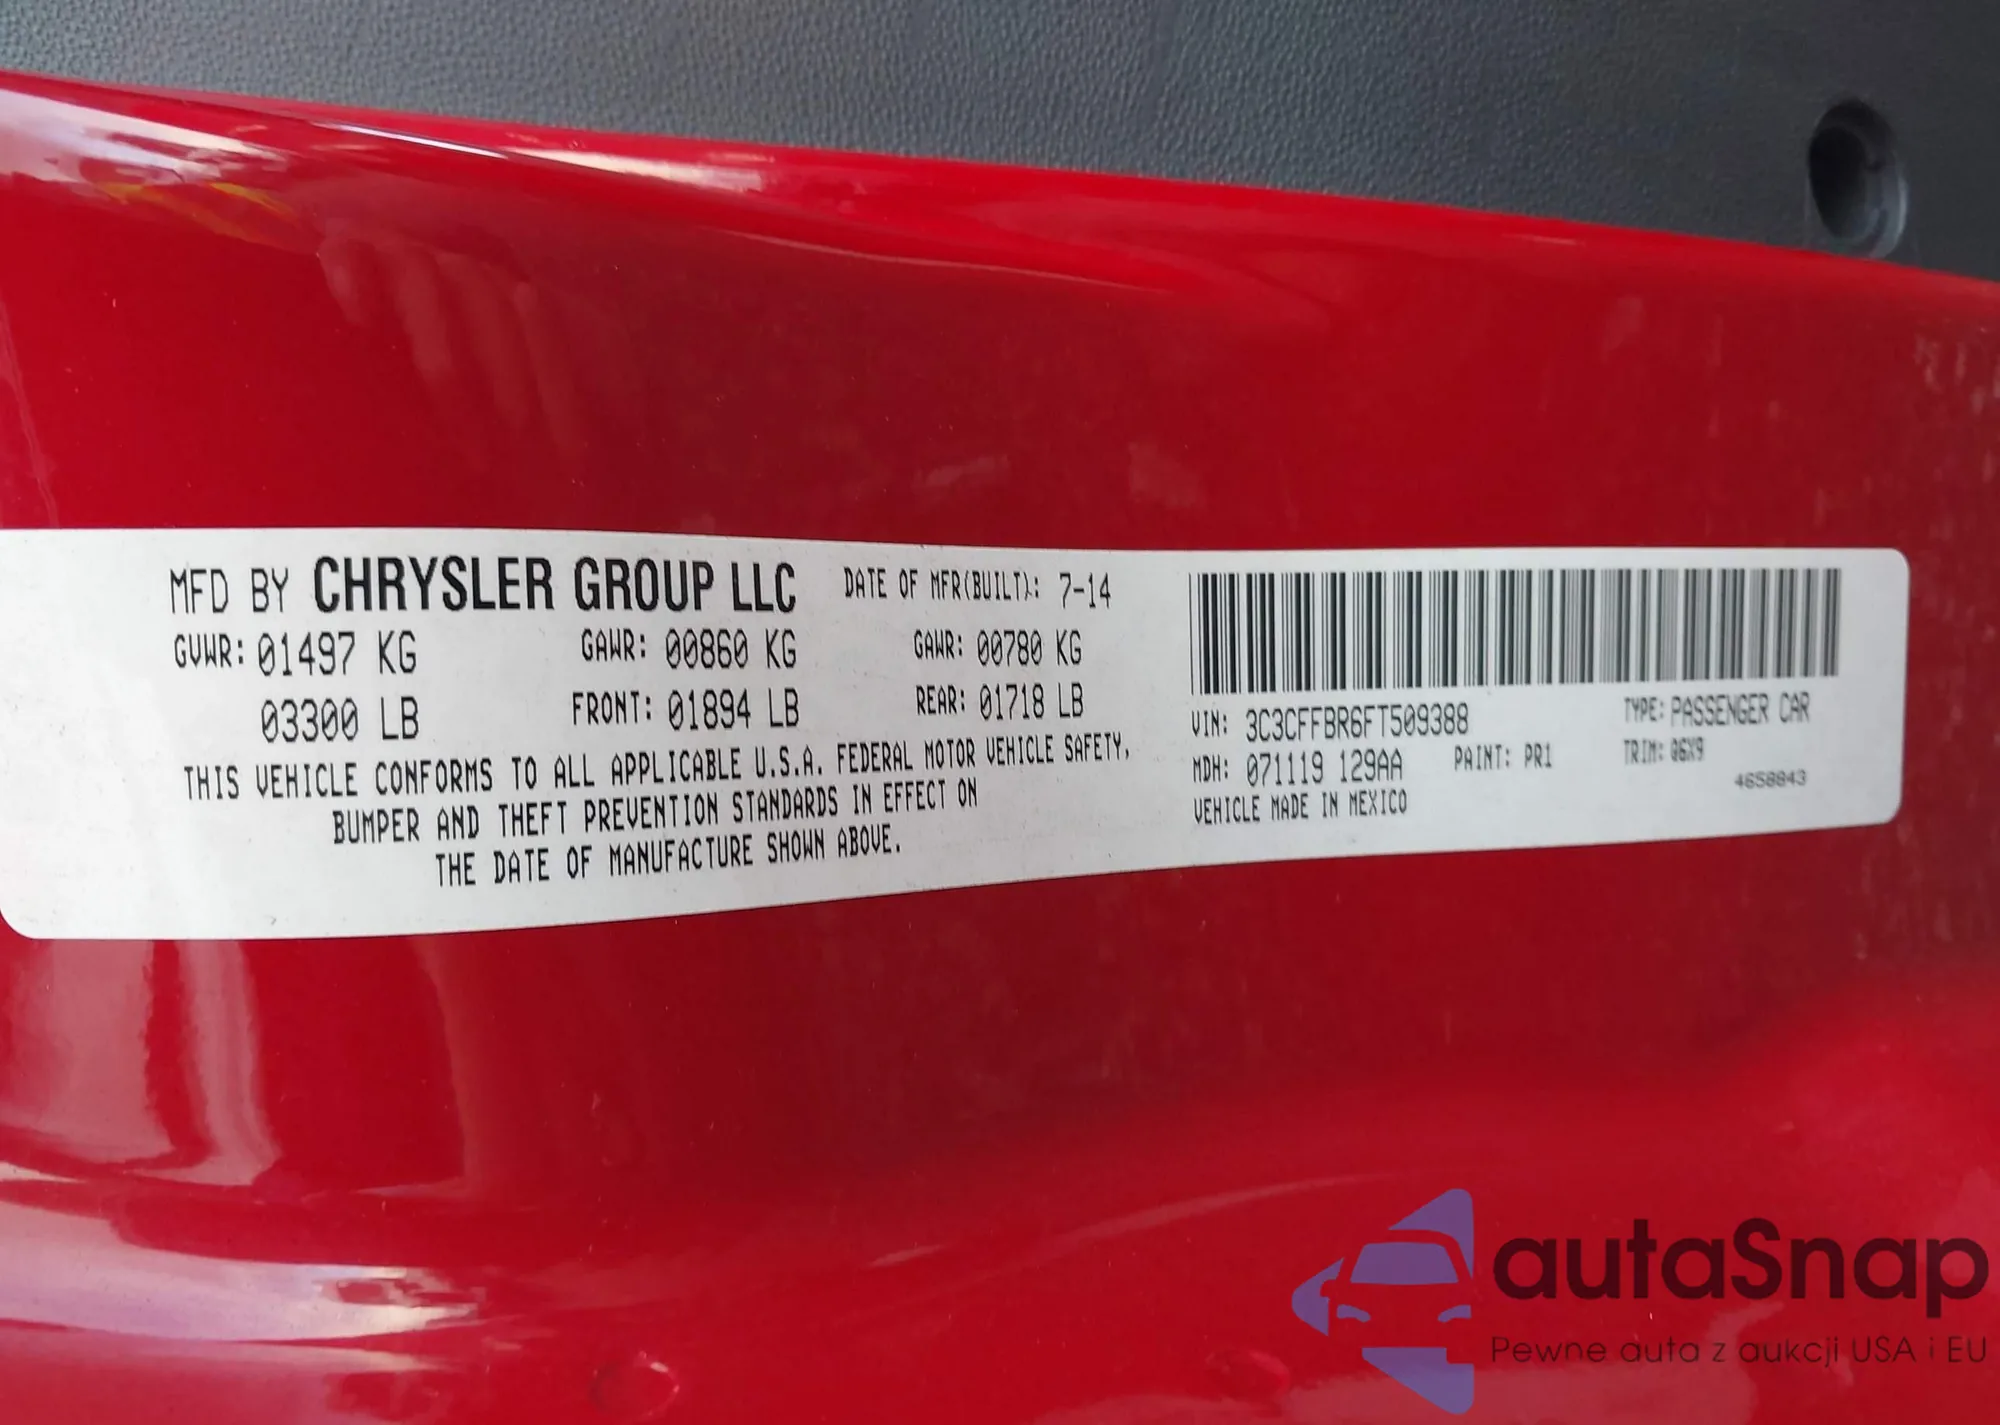 MFD BY CHRYSLER GROUP LLC DATE OF MFR(BUILT): 7-14
GVWR: 01497 KG GAWR: 00860 KG GAWR: 00780 KG
03300 LB FRONT: 01894 LB REAR: 01718 LB
THIS VEHICLE CONFORMS TO ALL APPLICABLE U.S.A. FEDERAL MOTOR VEHICLE SAFETY,
BUMPER AND THEFT PREVENTION STANDARDS IN EFFECT ON
THE DATE OF MANUFACTURE SHOWN ABOVE.
VIN: 3C3CFFBR6FT509388 TYPE: PASSENGER CAR
MDH: 071119 129AA PAINT: PR1 TRIM: Q6X9
VEHICLE MADE IN MEXICO 4658843
autaSnap
Pewne auta z aukcji USA i EU